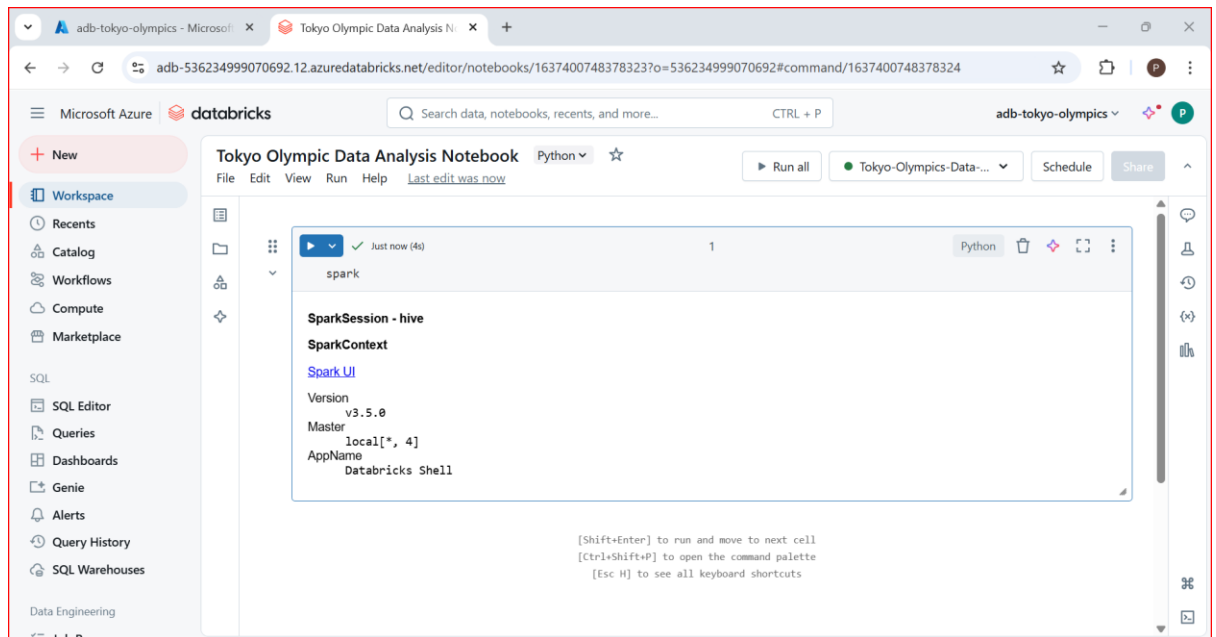 adb-tokyo-olympics - Microsof
Tokyo Olympic Data Analysis N
adb-536234999070692.12.azuredatabricks.net/editor/notebooks/1637400748378323?o=536234999070692#command/1637400748378324
P
Microsoft Azure
databricks
Search data, notebooks, recents, and more...
CTRL + P
adb-tokyo-olympics
P
New
Workspace
Recents
Catalog
Workflows
Compute
Marketplace
SQL
SQL Editor
Queries
Dashboards
Genie
Alerts
Query History
SQL Warehouses
Data Engineering
Tokyo Olympic Data Analysis Notebook
Python
File Edit View Run Help Last edit was now
Run all
Tokyo-Olympics-Data-...
Schedule
Share
Just now (4s)
1
Python
spark
SparkSession - hive
SparkContext
Spark UI
Version
v3.5.0
Master
local[*, 4]
AppName
Databricks Shell
[Shift+Enter] to run and move to next cell
[Ctrl+Shift+P] to open the command palette
[Esc H] to see all keyboard shortcuts